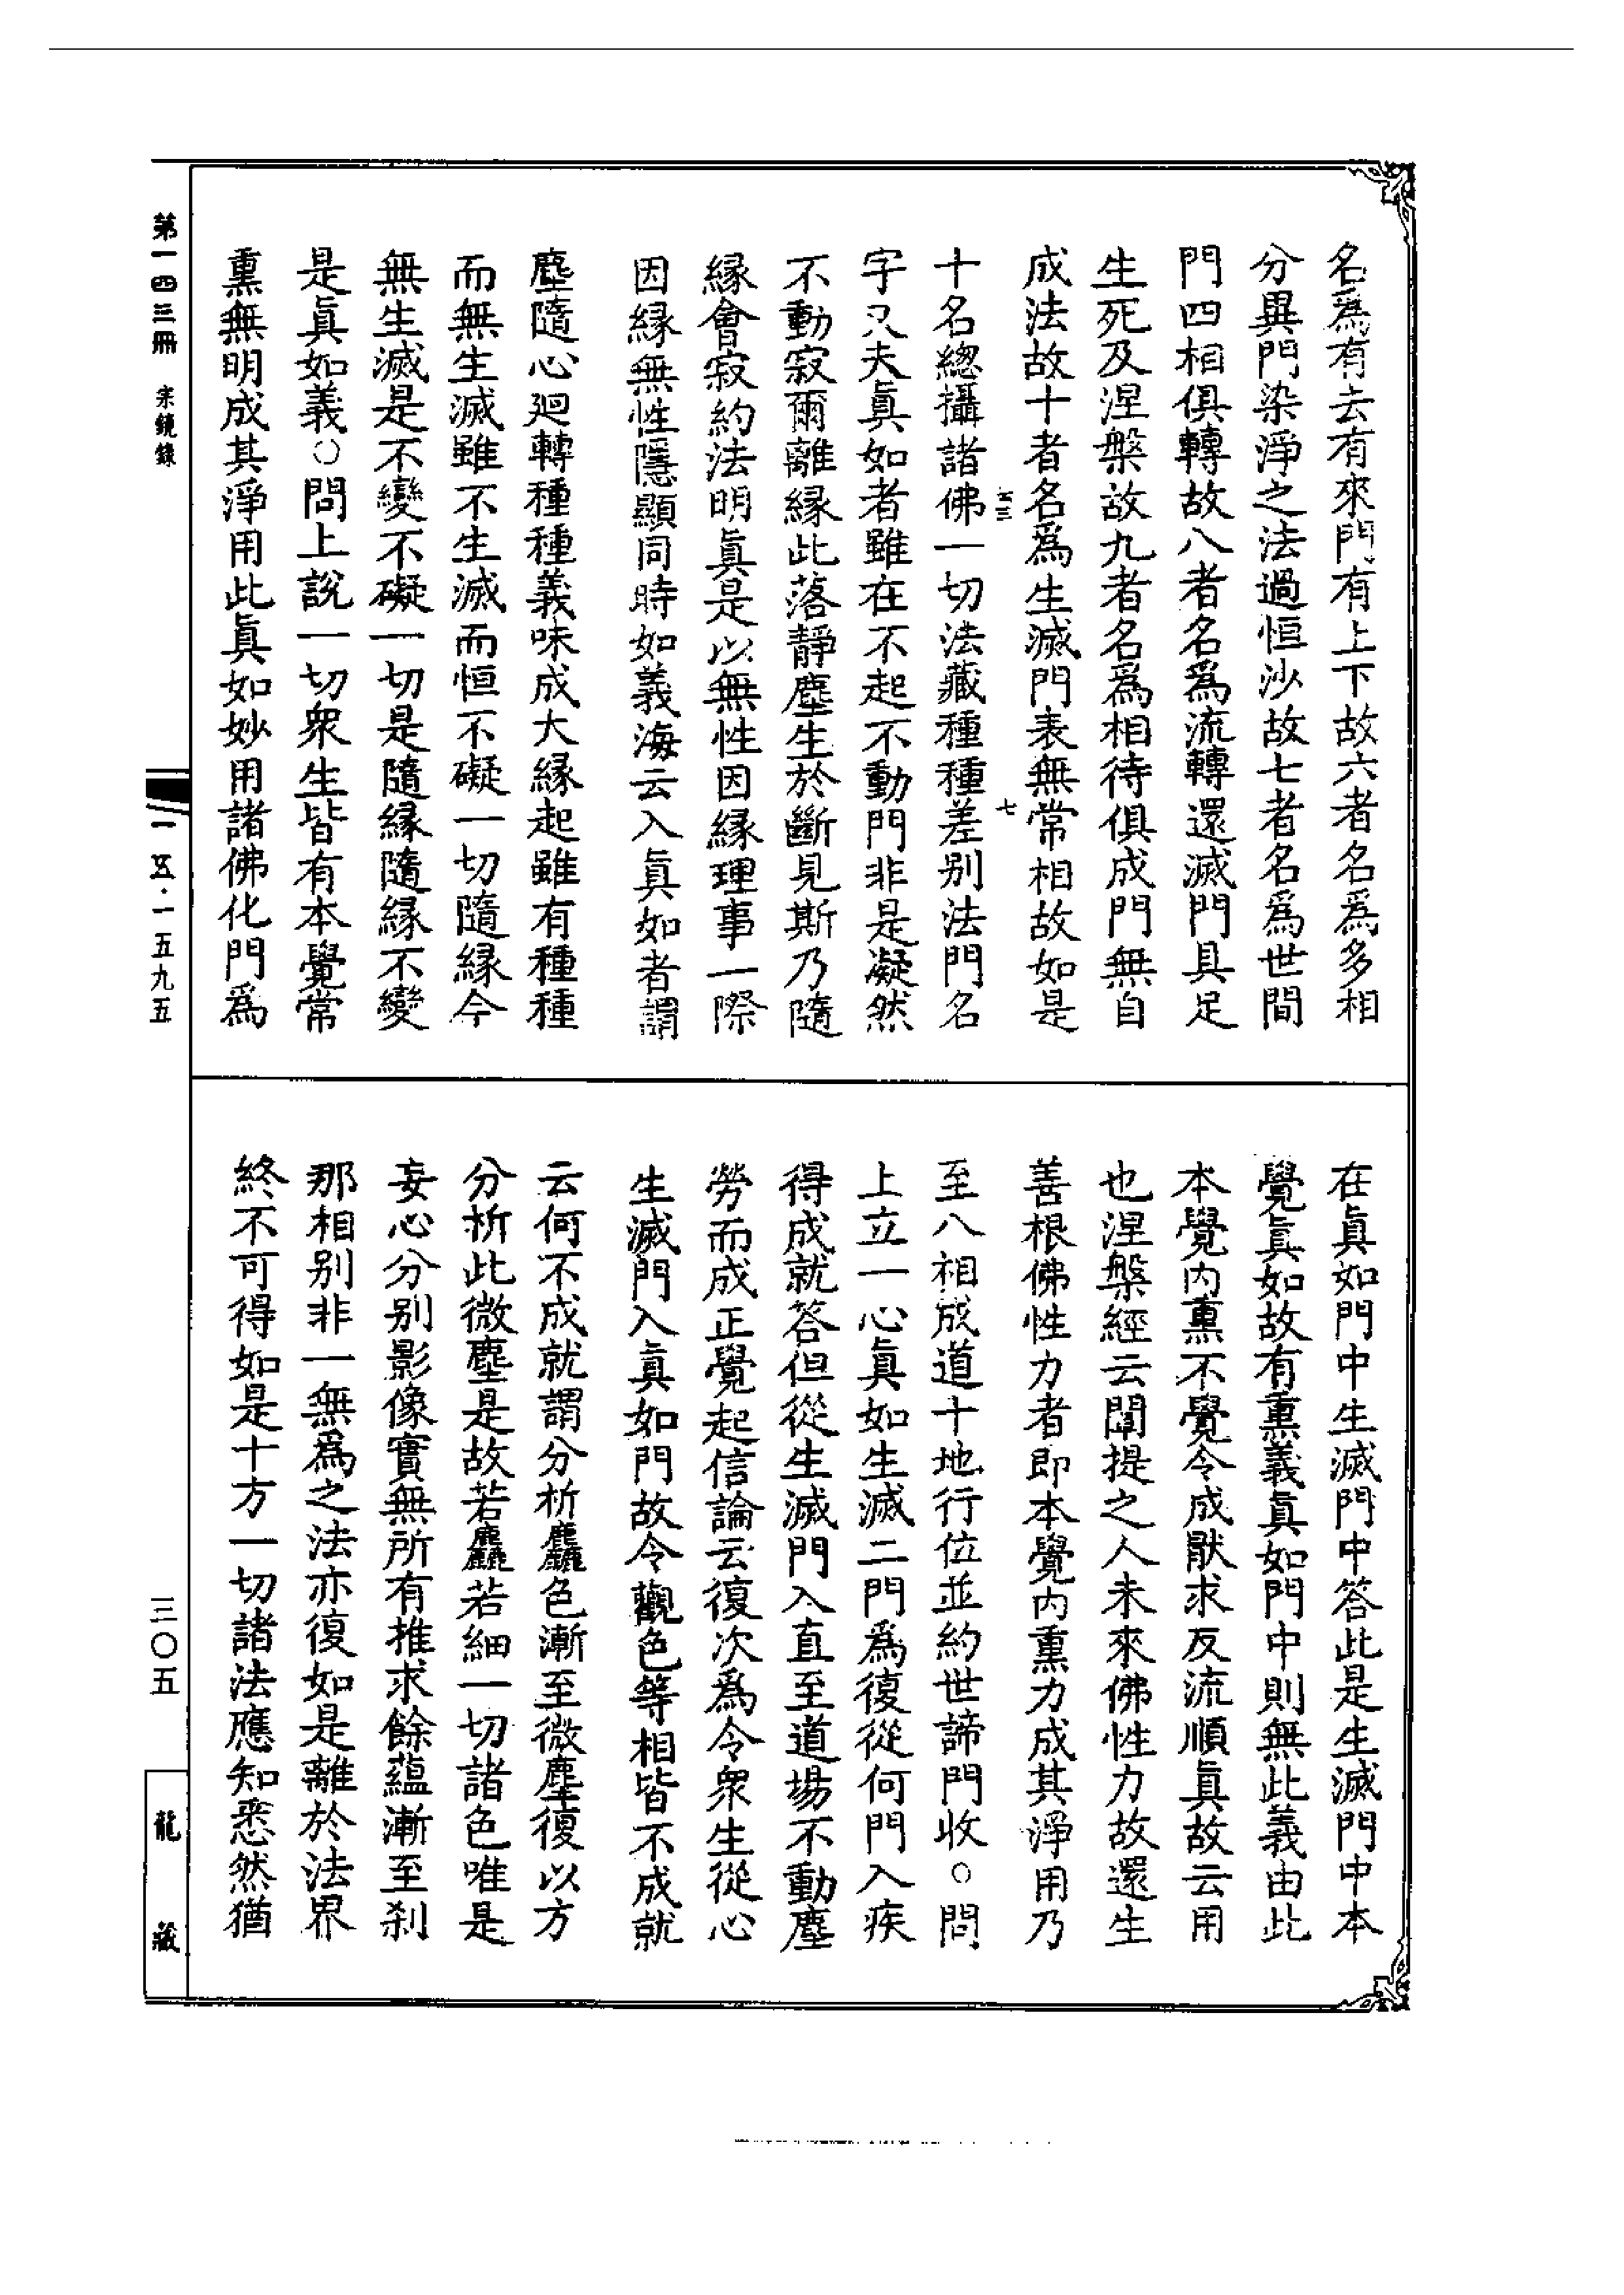 名爲有去有來門有上下故六者名爲多相
分異門染淨之法過恒沙故七者名爲世間
門四相俱轉故八者名爲流轉還滅門具足
生死及涅槃故九者名爲相待俱成門無自
成法故十者名爲生滅門表無常相故如是
七
十名總攝諸佛一切法藏種種差别法門名
字又夫眞如者雖在不起不動門非是凝然
不動寂爾離緣此落靜塵生於斷見斯乃隨
緣會寂約法明眞是以無性因緣理事一際
因緣無性隱顯同時如義海云入眞如者謂
塵隨心廻轉種種義味成大緣起雖有種種
而無生滅雖不生滅而恒不礙一切隨緣今
無生滅是不變不礙一切是隨緣隨緣不變
是眞如義○問上說一切衆生皆有本覺常
熏無明成其淨用此眞如妙用諸佛化門爲
在眞如門中生滅門中答此是生滅門中本
覺眞如故有熏義眞如門中則無此義由此
本覺内熏不覺令成厭求反流順眞故云用
也涅槃經云闡提之人未來佛性力故還生
善根佛性力者即本覺内熏力成其淨用乃
至八相成道十地行位並約世諦門收○問
上立一心眞如生滅二門爲復從何門入疾
得成就答但從生滅門入直至道場不動塵
勞而成正覺起信論云復次爲令衆生從心
生滅門入眞如門故令觀色等相皆不成就
云何不成就謂分析麤色漸至微塵復以方
分析此微塵是故若麤若細一切諸色唯是
妄心分别影像實無所有推求餘藴漸至刹
那相别非一無爲之法亦復如是離於法界
終不可得如是十方一切諸法應知悉然猶
第一四三冊 宗鏡錄
一一五·一五九五
三〇五
龍藏